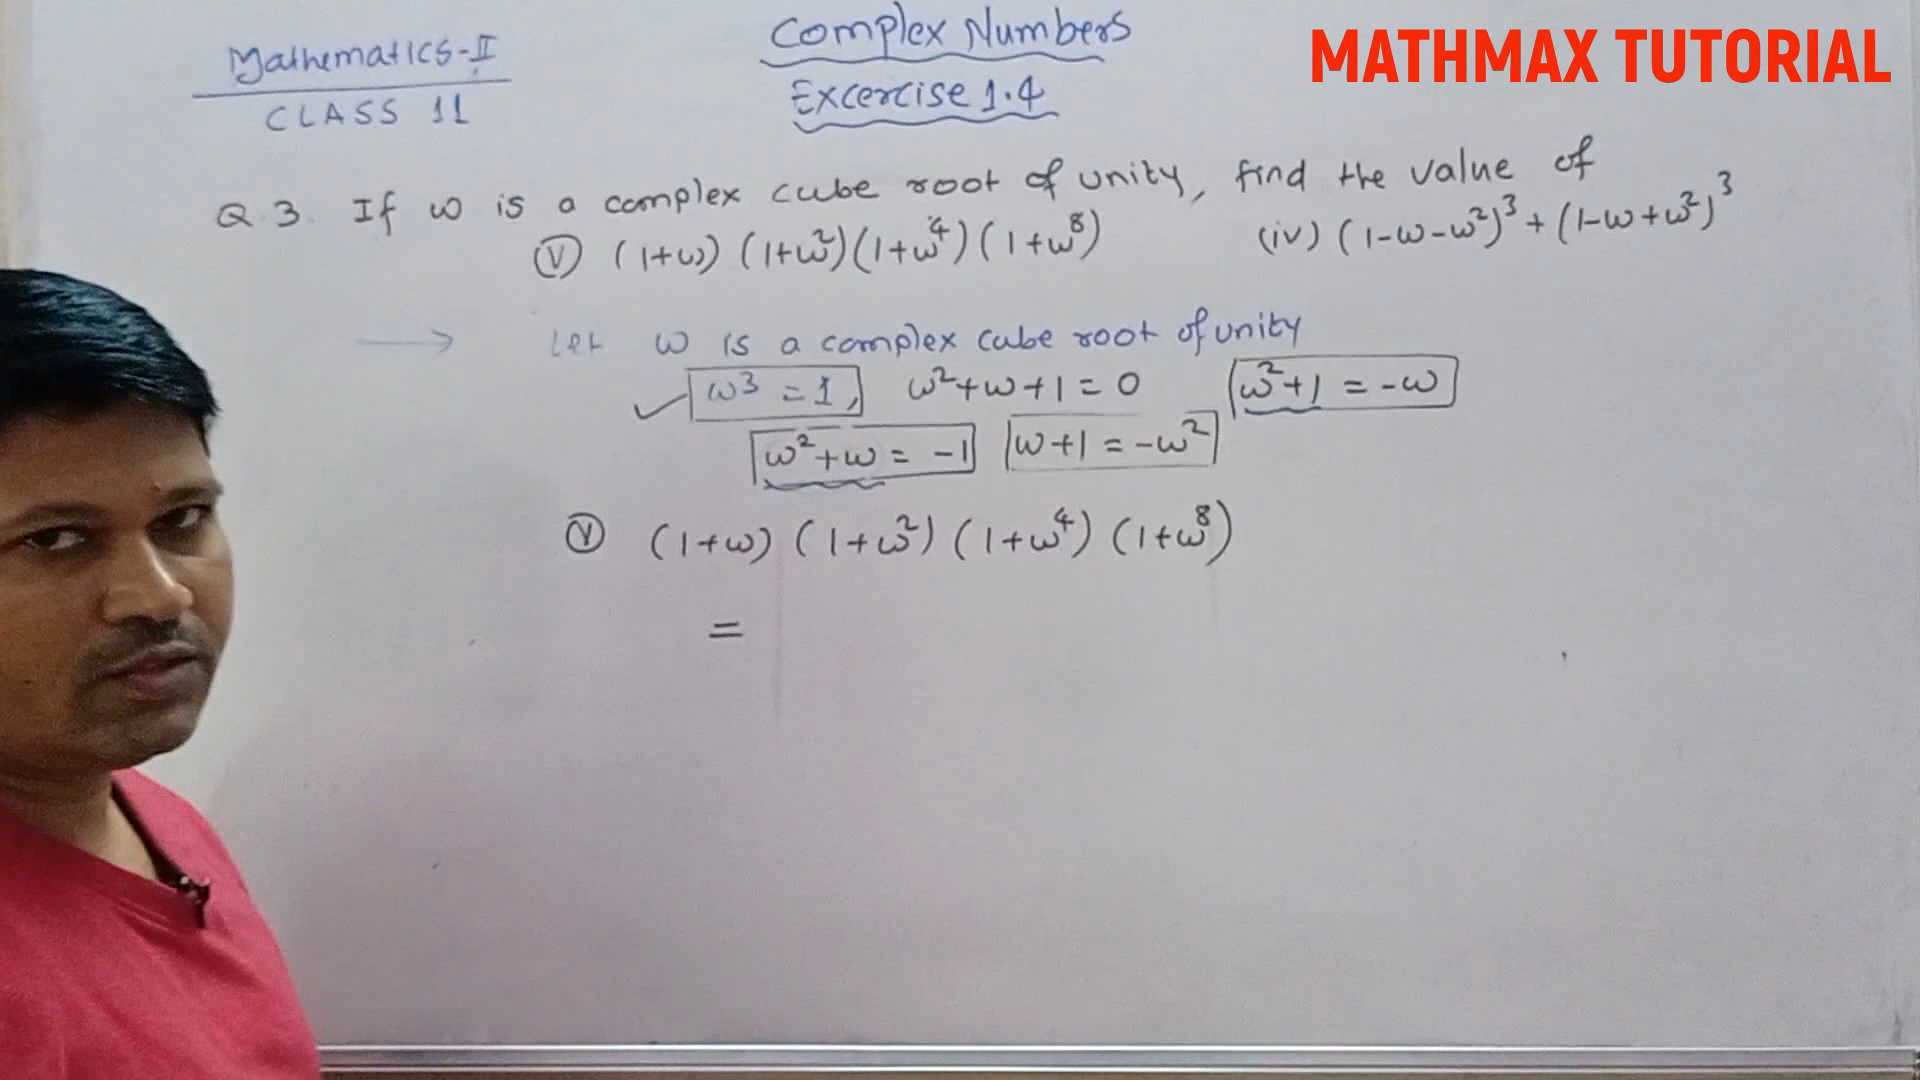 Mathematics-II
CLASS 11
Complex Numbers
Excercise 1.4
MATHMAX TUTORIAL
Q.3. If ω is a complex cube root of unity, find the value of
(v) (1+ω) (1+ω²)(1+ω⁴)(1+ω⁸) (iv) (1-ω-ω²)³+(1-ω+ω²)³
→ Let ω is a complex cube root of unity
✓ ω³ = 1, ω²+ω+1 = 0 ω²+1 = -ω
ω²+ω = -1 ω+1 = -ω²
(v) (1+ω) (1+ω²) (1+ω⁴) (1+ω⁸)
=